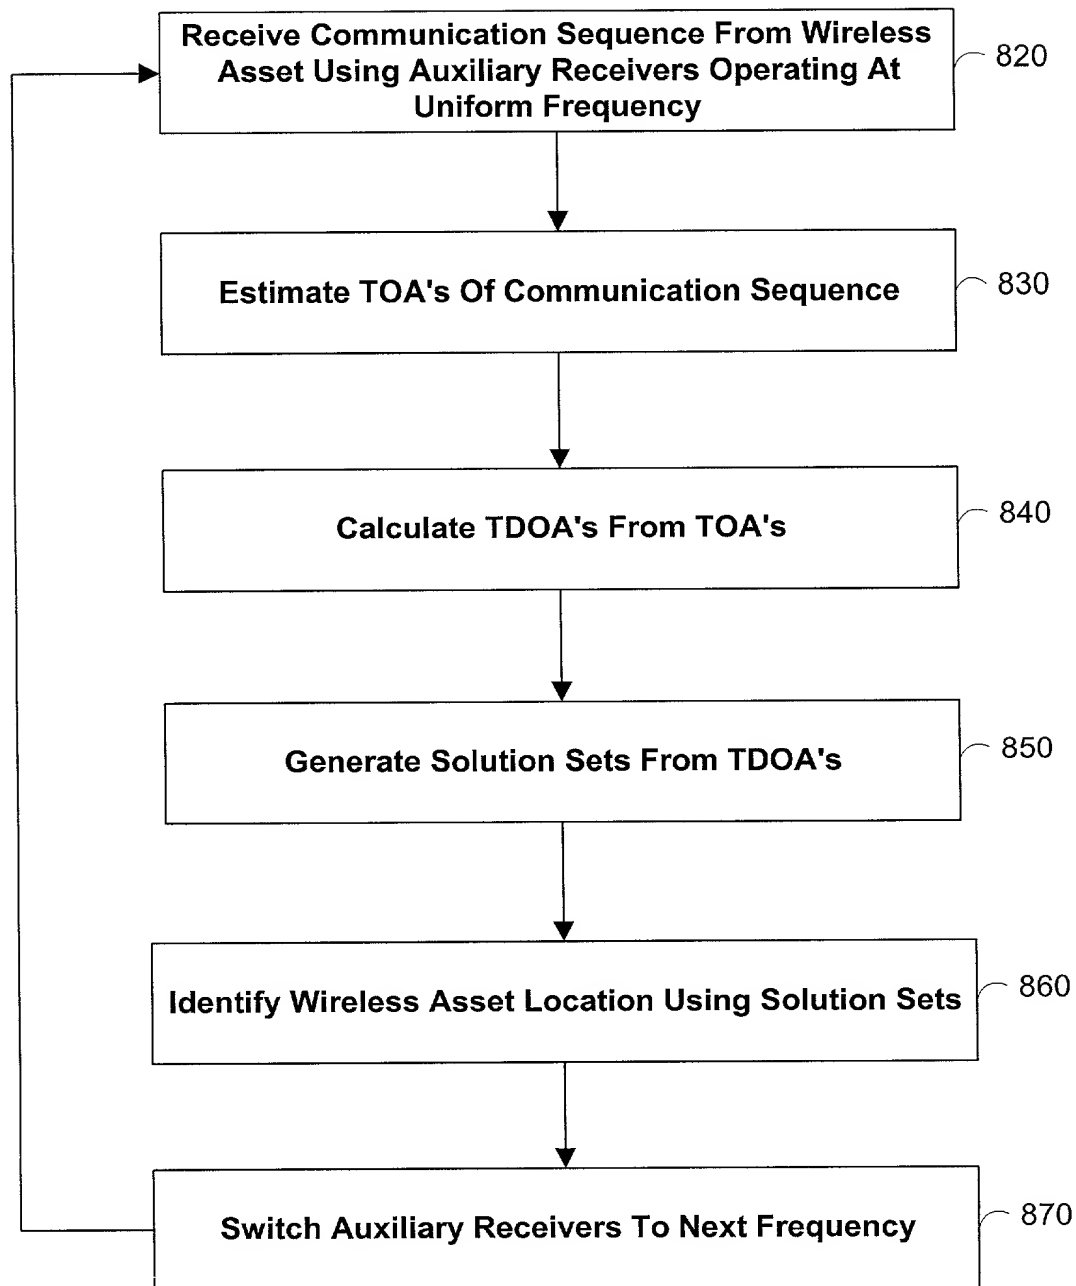 Receive Communication Sequence From Wireless
Asset Using Auxiliary Receivers Operating At
Uniform Frequency
820
Estimate TOA's Of Communication Sequence
830
Calculate TDOA's From TOA's
840
Generate Solution Sets From TDOA's
850
Identify Wireless Asset Location Using Solution Sets
860
Switch Auxiliary Receivers To Next Frequency
870